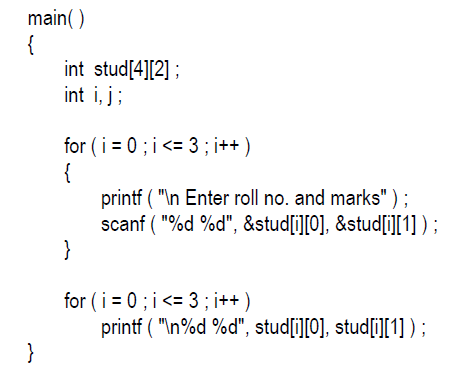 main( )
{
int stud[4][2] ;
int i, j ;
for ( i = 0 ; i <= 3 ; i++ )
{
printf ( "\n Enter roll no. and marks" ) ;
scanf ( "%d %d", &stud[i][0], &stud[i][1] ) ;
}
for ( i = 0 ; i <= 3 ; i++ )
printf ( "\n%d %d", stud[i][0], stud[i][1] ) ;
}